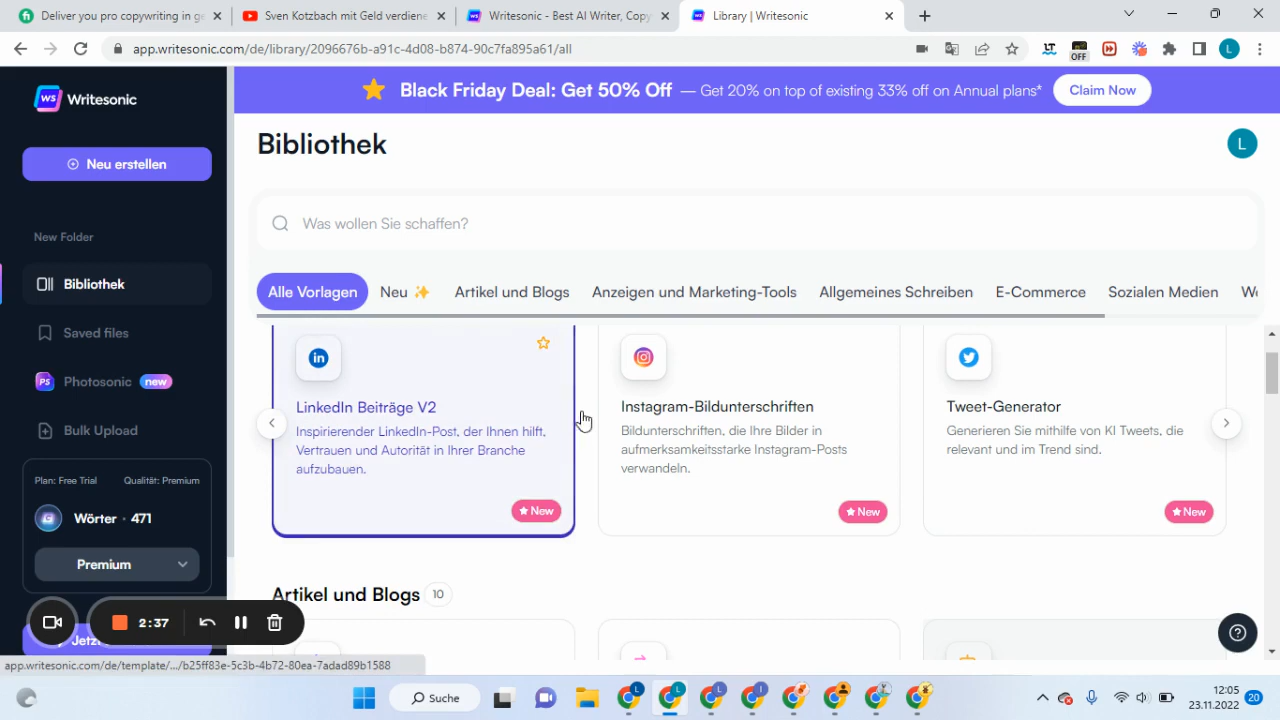 Deliver you pro copywriting in ge
Sven Kotzbach mit Geld verdiene
Writesonic - Best AI Writer, Copy
Library | Writesonic
app.writesonic.com/de/library/2096676b-a91c-4d08-b874-90c7fa895a61/all
OFF
L
Writesonic
Black Friday Deal: Get 50% Off — Get 20% on top of existing 33% off on Annual plans*
Claim Now
Neu erstellen
New Folder
Bibliothek
Saved files
Photosonic new
Bulk Upload
Plan: Free Trial Qualität: Premium
Wörter · 471
Premium
Jetzt
2:37
Bibliothek
L
Was wollen Sie schaffen?
Alle Vorlagen
Neu
Artikel und Blogs
Anzeigen und Marketing-Tools
Allgemeines Schreiben
E-Commerce
Sozialen Medien
LinkedIn Beiträge V2
Inspirierender LinkedIn-Post, der Ihnen hilft,
Vertrauen und Autorität in Ihrer Branche
aufzubauen.
New
Instagram-Bildunterschriften
Bildunterschriften, die Ihre Bilder in
aufmerksamkeitsstarke Instagram-Posts
verwandeln.
New
Tweet-Generator
Generieren Sie mithilfe von KI Tweets, die
relevant und im Trend sind.
New
Artikel und Blogs 10
app.writesonic.com/de/template/.../b25ff83e-5c3b-4b72-80ea-7adad89b1588
Suche
12:05
23.11.2022
20